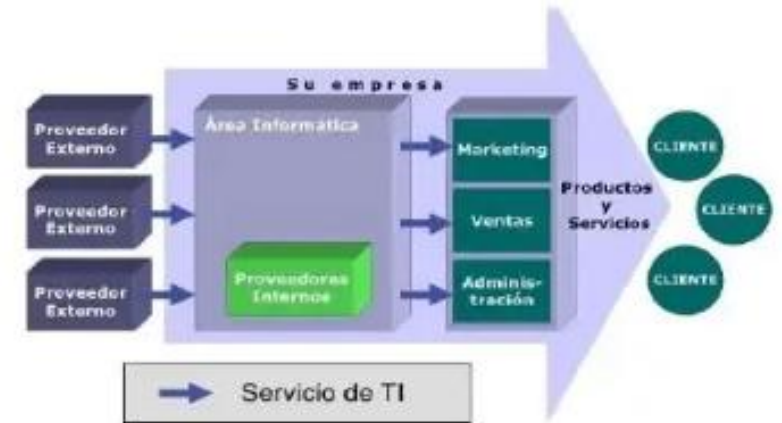 Su empresa
Proveedor
Externo
Proveedor
Externo
Proveedor
Externo
Área Informática
Proveedores
Internos
Marketing
Ventas
Adminis-
tración
Productos
y
Servicios
CLIENTE
CLIENTE
CLIENTE
Servicio de TI